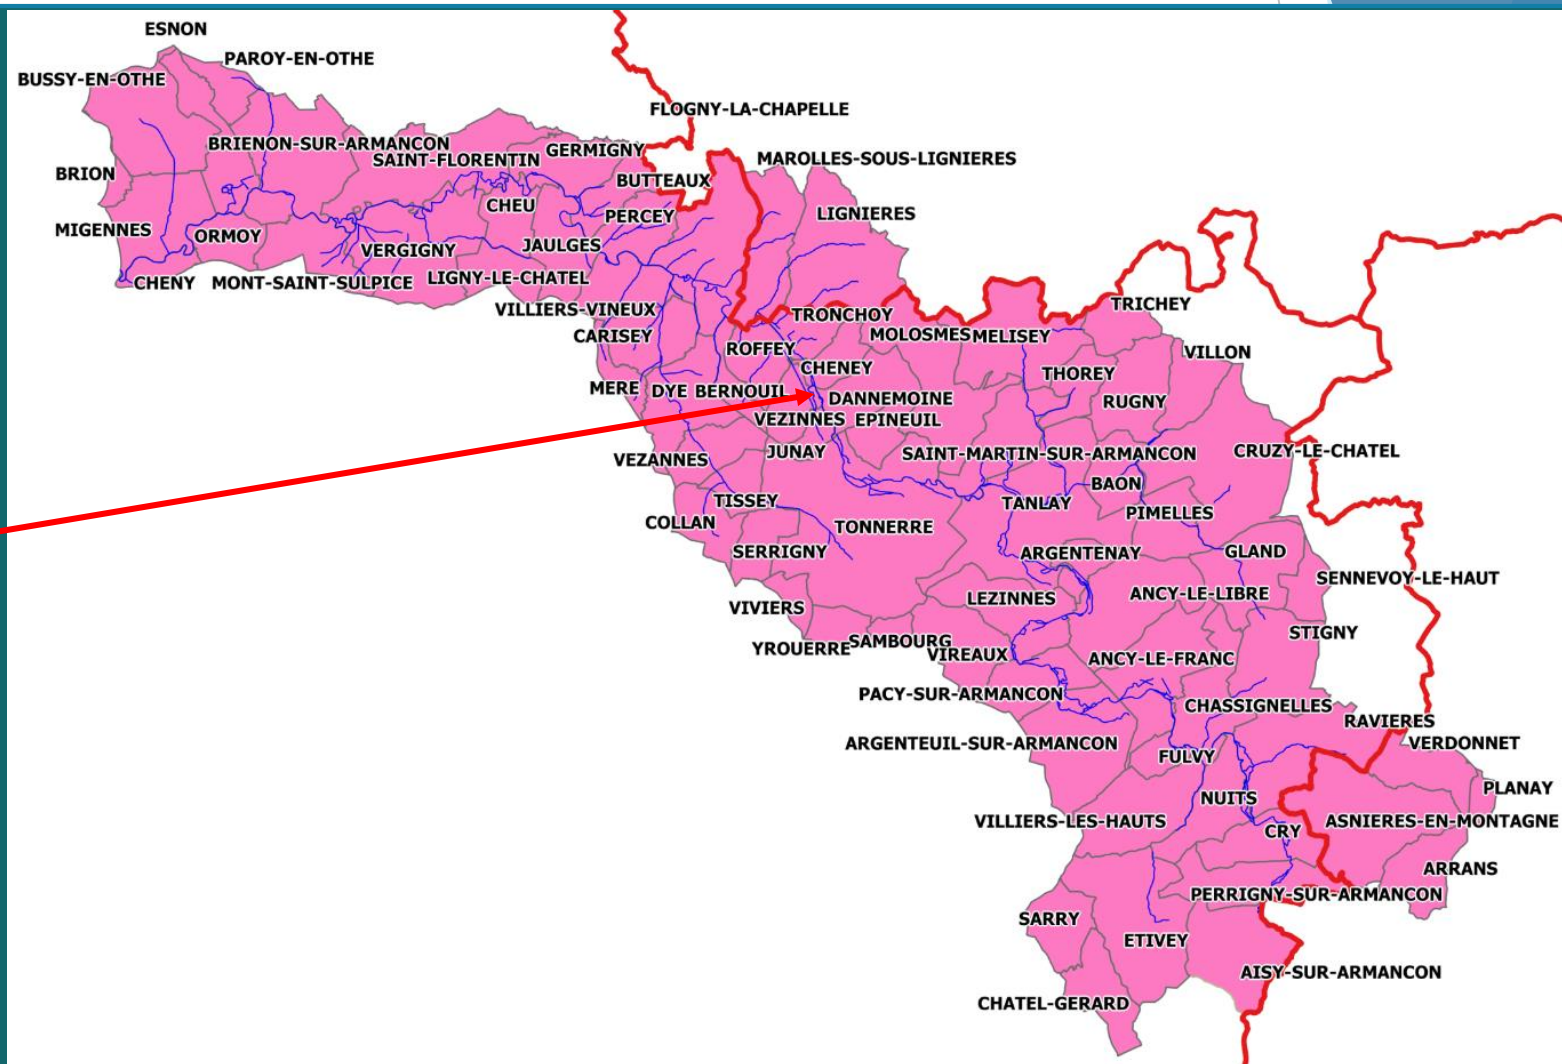 ESNON
PAROY-EN-OTHE
BUSSY-EN-OTHE
FLOGNY-LA-CHAPELLE
BRIENON-SUR-ARMANCON
GERMIGNY
SAINT-FLORENTIN
MAROLLES-SOUS-LIGNIERES
BRION
BUTTEAUX
CHEU
PERCEY
LIGNIERES
MIGENNES
ORMOY
JAULGES
VERGIGNY
CHENY
MONT-SAINT-SULPICE
LIGNY-LE-CHATEL
VILLIERS-VINEUX
TRONCHOY
TRICHEY
CARISEY
MOLOSMES
MELISEY
ROFFEY
VILLON
CHENEY
THOREY
MERE
DYE
BERNOUIL
DANNEMOINE
RUGNY
VEZINNES
EPINEUIL
JUNAY
SAINT-MARTIN-SUR-ARMANCON
CRUZY-LE-CHATEL
VEZANNES
BAON
TISSEY
TANLAY
PIMELLES
COLLAN
TONNERRE
SERRIGNY
ARGENTENAY
GLAND
SENNEVOY-LE-HAUT
LEZINNES
ANCY-LE-LIBRE
VIVIERS
STIGNY
YROUERRE
SAMBOURG
VIREAUX
ANCY-LE-FRANC
PACY-SUR-ARMANCON
CHASSIGNELLES
RAVIERES
ARGENTEUIL-SUR-ARMANCON
VERDONNET
FULVY
PLANAY
NUITS
VILLIERS-LES-HAUTS
CRY
ASNIERES-EN-MONTAGNE
ARRANS
PERRIGNY-SUR-ARMANCON
SARRY
ETIVEY
AISY-SUR-ARMANCON
CHATEL-GERARD